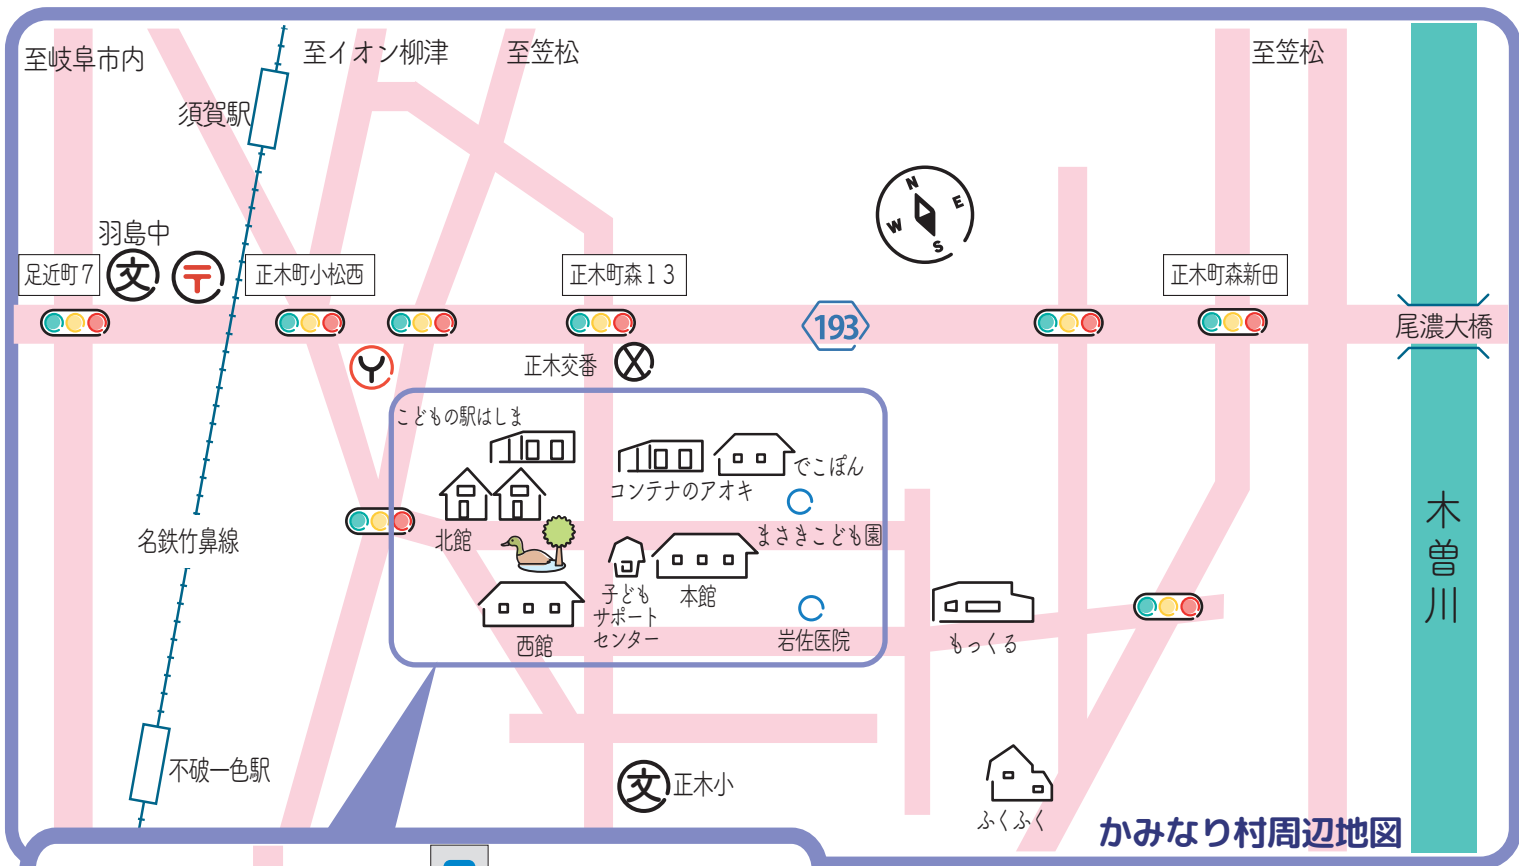 至岐阜市内
至イオン柳津
至笠松
至笠松
須賀駅
羽島中
文
〒
足近町7
正木町小松西
正木町森13
正木町森新田
N
E
W
S
193
尾濃大橋
正木交番
こどもの駅はしま
でこぽん
コンテナのアオキ
まさきこども園
北館
名鉄竹鼻線
木曽川
子ども
サポート
センター
本館
西館
岩佐医院
もっくる
不破一色駅
文
正木小
ふくふく
かみなり村周辺地図